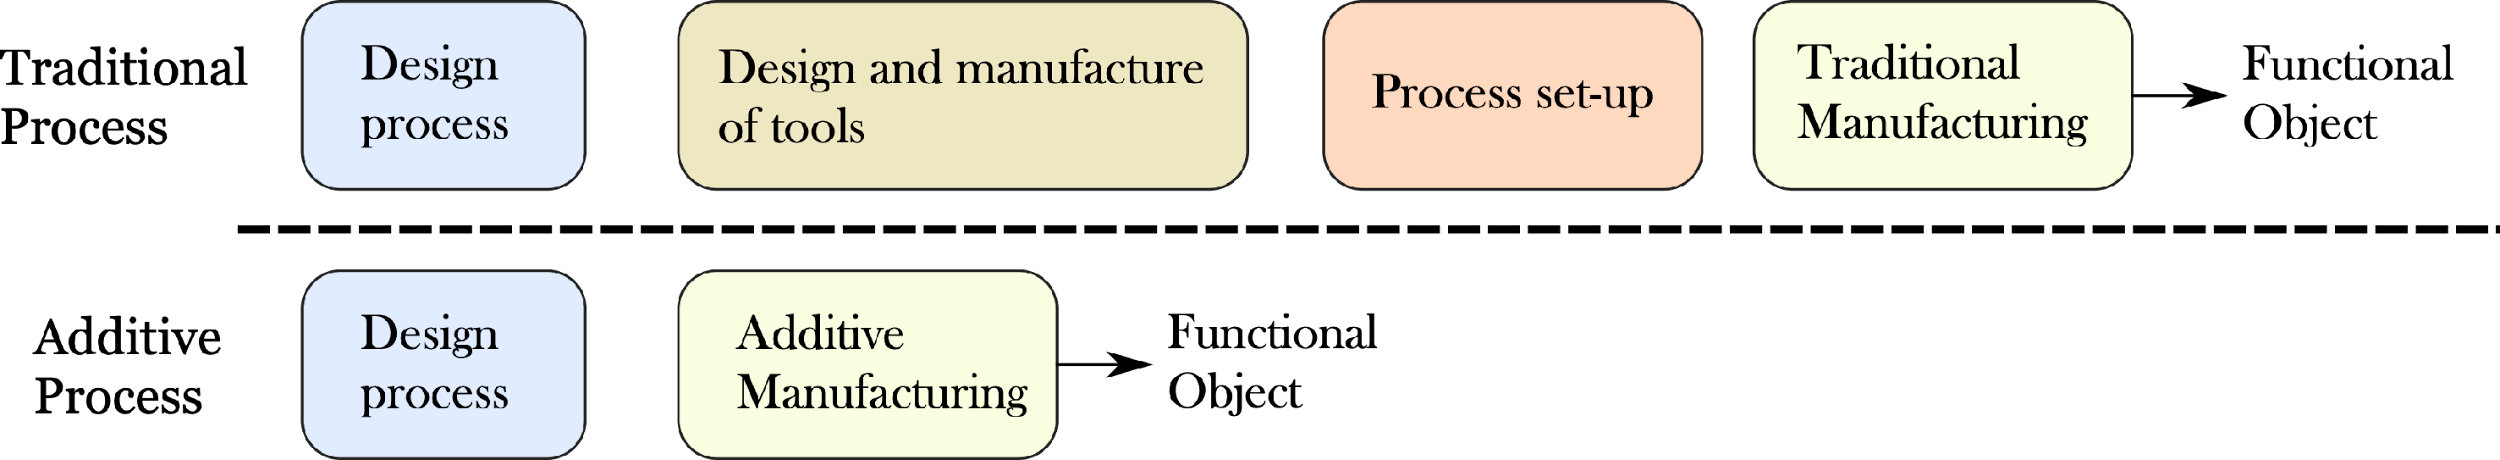 Traditional
Process
Design
process
Design and manufacture
of tools
Process set-up
Traditional
Manufacturing
Functional
Object
Additive
Process
Design
process
Additive
Manufacturing
Functional
Object